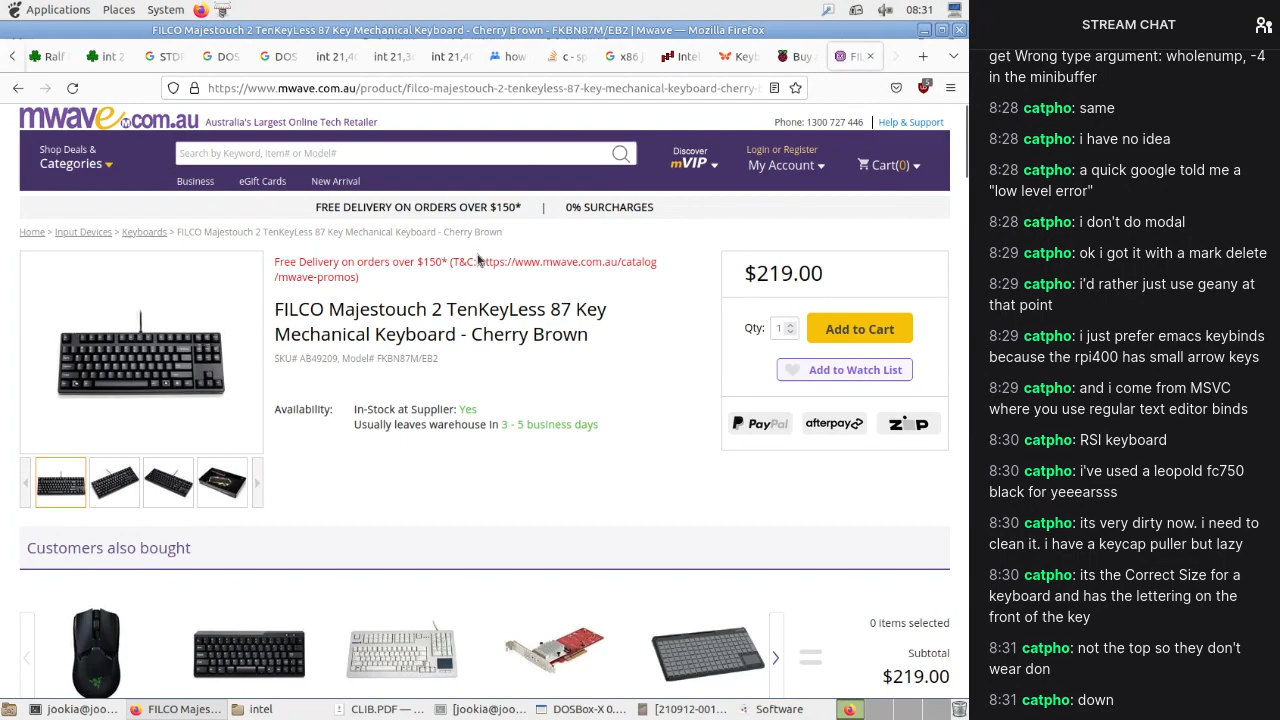 Applications Places System 08:31
FILCO Majestouch 2 TenKeyLess 87 Key Mechanical Keyboard - Cherry Brown - FKBN87M/EB2 | Mwave — Mozilla Firefox
Ralf int 2 STDF DOS DOS int 21,4 int 21,3 int 21,4 how c - sp x86 j Intel Keyb Buy FIL
https://www.mwave.com.au/product/filco-majestouch-2-tenkeyless-87-key-mechanical-keyboard-cherry-b 5
mwave.com.au Australia's Largest Online Tech Retailer Phone: 1300 727 446 Help & Support
Shop Deals &
Categories
Search by Keyword, Item# or Model#
Discover
mVIP
Login or Register
My Account
Cart(0)
Business eGift Cards New Arrival
FREE DELIVERY ON ORDERS OVER $150* | 0% SURCHARGES
Home > Input Devices > Keyboards > FILCO Majestouch 2 TenKeyLess 87 Key Mechanical Keyboard - Cherry Brown
Free Delivery on orders over $150* (T&C: https://www.mwave.com.au/catalog
/mwave-promos)
FILCO Majestouch 2 TenKeyLess 87 Key
Mechanical Keyboard - Cherry Brown
SKU# AB49209, Model# FKBN87M/EB2
Availability: In-Stock at Supplier: Yes
Usually leaves warehouse in 3 - 5 business days
$219.00
Qty: 1 Add to Cart
Add to Watch List
PayPal afterpay zip
Customers also bought
0 items selected
Subtotal
$219.00
jookia@joo... FILCO Majes... intel CLIB.PDF — ... [jookia@joo... DOSBox-X 0.... [210912-001... Software
STREAM CHAT
get Wrong type argument: wholenump, -4
in the minibuffer
8:28 catpho: same
8:28 catpho: i have no idea
8:28 catpho: a quick google told me a
"low level error"
8:28 catpho: i don't do modal
8:29 catpho: ok i got it with a mark delete
8:29 catpho: i'd rather just use geany at
that point
8:29 catpho: i just prefer emacs keybinds
because the rpi400 has small arrow keys
8:29 catpho: and i come from MSVC
where you use regular text editor binds
8:30 catpho: RSI keyboard
8:30 catpho: i've used a leopold fc750
black for yeeearsss
8:30 catpho: its very dirty now. i need to
clean it. i have a keycap puller but lazy
8:30 catpho: its the Correct Size for a
keyboard and has the lettering on the
front of the key
8:31 catpho: not the top so they don't
wear don
8:31 catpho: down